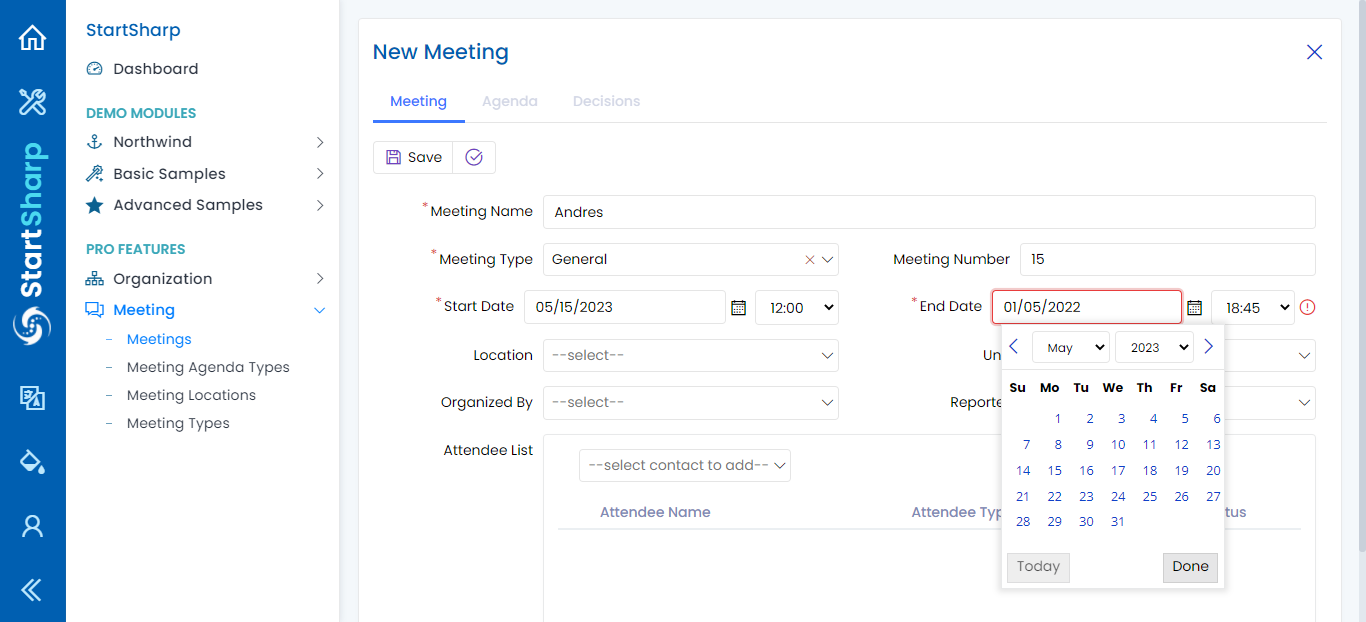 StartSharp
StartSharp
Dashboard
DEMO MODULES
Northwind
Basic Samples
Advanced Samples
PRO FEATURES
Organization
Meeting
Meetings
Meeting Agenda Types
Meeting Locations
Meeting Types
New Meeting
Meeting Agenda Decisions
Save
*Meeting Name Andres
*Meeting Type General Meeting Number 15
*Start Date 05/15/2023 12:00 *End Date 01/05/2022 18:45
Location --select-- Un
Organized By --select-- Reporte
Attendee List
--select contact to add--
Attendee Name Attendee Typ tus
May 2023
Su Mo Tu We Th Fr Sa
1 2 3 4 5 6
7 8 9 10 11 12 13
14 15 16 17 18 19 20
21 22 23 24 25 26 27
28 29 30 31
Today Done